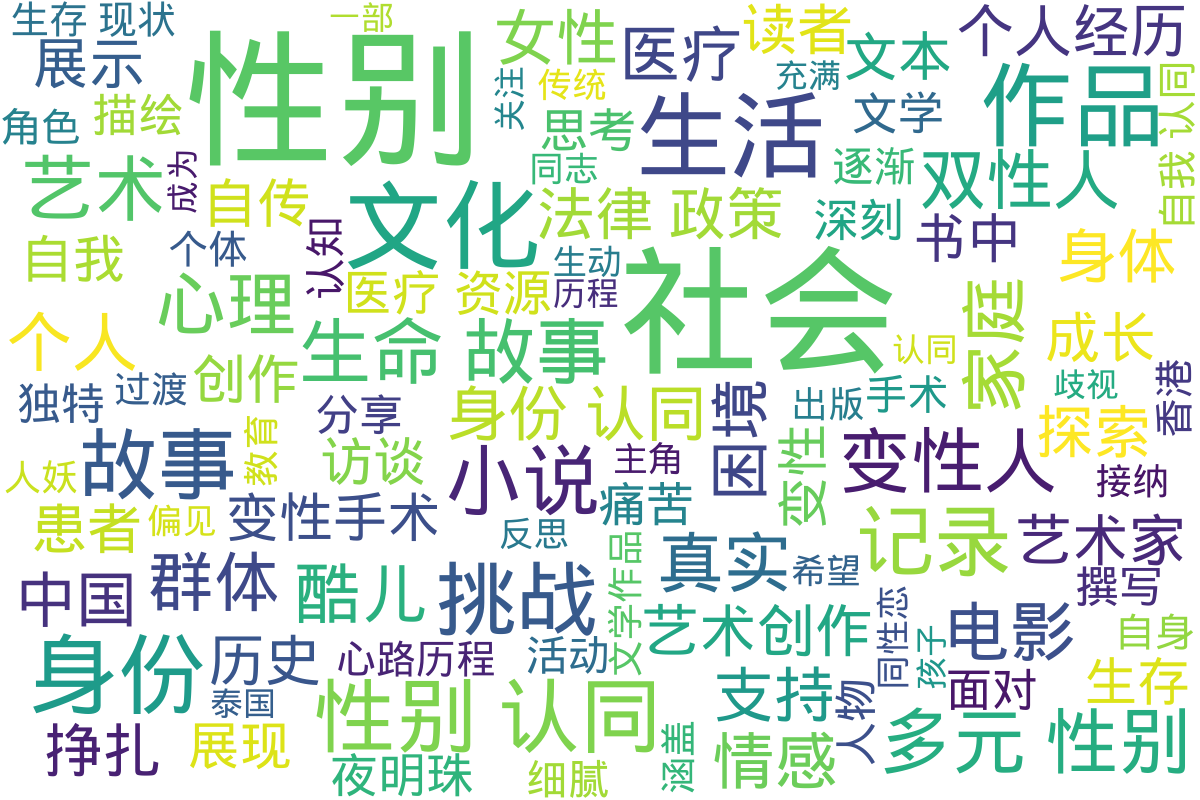 生存 现状
一部
性别
女性
医疗
读者
个人经历
展示
文本
充满
传统
关注
作品
自我 认同
角色
描绘
生活
文学
思考
艺术
成为
同志
逐渐
双性人
自传
文化
法律 政策
深刻
书中
自我
个体
认知
生动
社会
身体
心理
医疗 资源
历程
家庭
个人
生命
故事
成长
认同
创作
独特
过渡
分享
身份 认同
困境
出版
手术
歧视
香港
探索
故事
教育
访谈
小说
主角
变性
变性人
接纳
人妖
患者
偏见
变性手术
痛苦
反思
记录
艺术家
中国
群体
酷儿
挑战
文学作品
真实
希望
撰写
艺术创作
同性恋
孩子
电影
自身
身份
历史
心路历程
活动
面对
生存
泰国
性别 认同
支持
人物
多元 性别
挣扎
展现
夜明珠
细腻
涵盖
情感